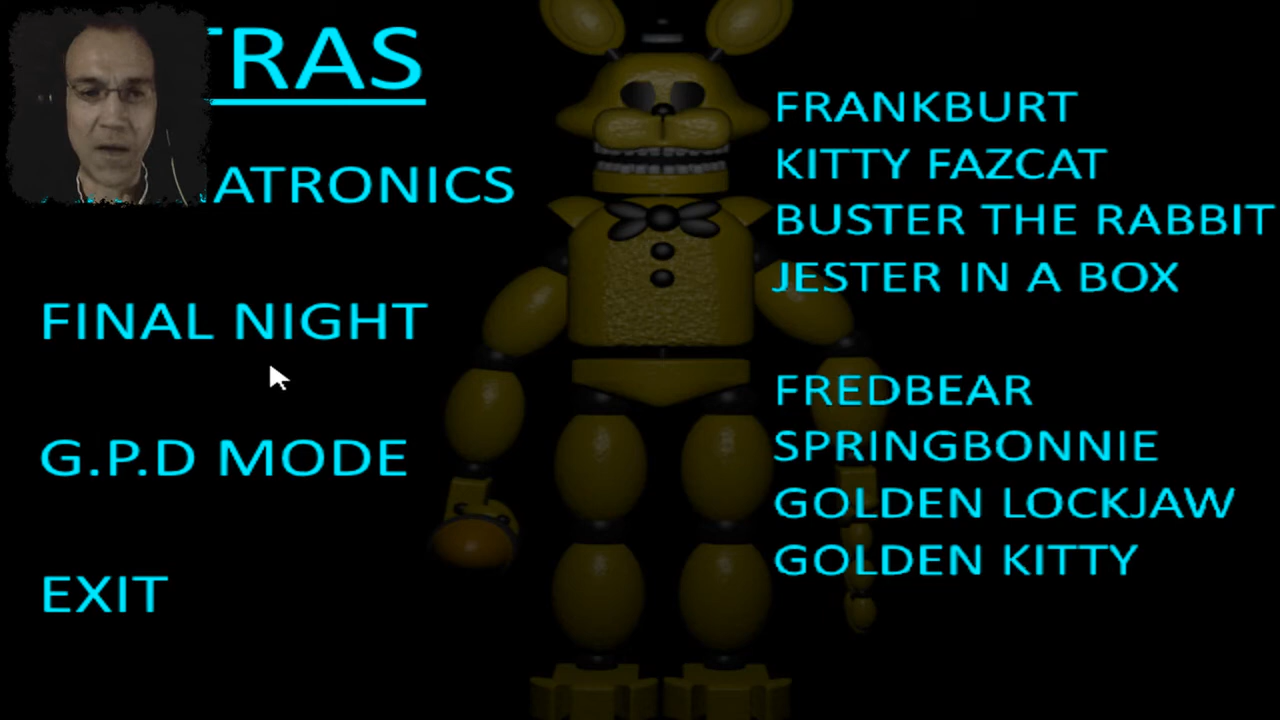 TRAS
ATRONICS
FINAL NIGHT
G.P.D MODE
EXIT
FRANKBURT
KITTY FAZCAT
BUSTER THE RABBIT
JESTER IN A BOX
FREDBEAR
SPRINGBONNIE
GOLDEN LOCKJAW
GOLDEN KITTY